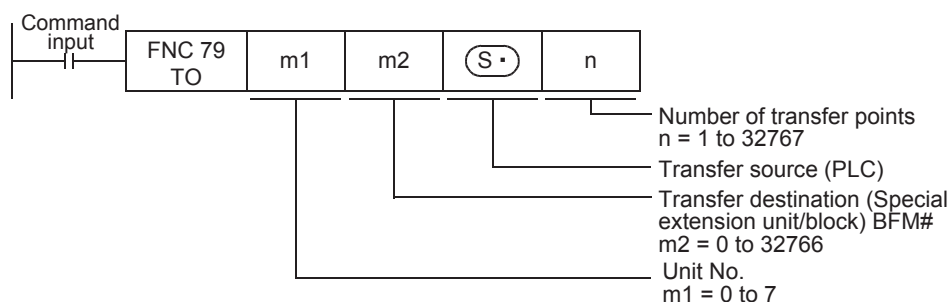 Command
input
FNC 79
TO
m1
m2
S·
n
Number of transfer points
n = 1 to 32767
Transfer source (PLC)
Transfer destination (Special
extension unit/block) BFM#
m2 = 0 to 32766
Unit No.
m1 = 0 to 7